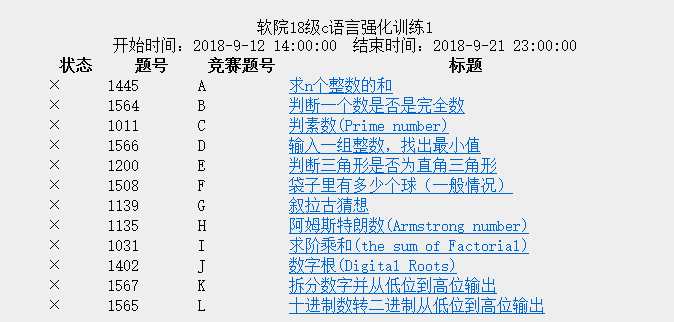 软院18级c语言强化训练1
开始时间：2018-9-12 14:00:00 结束时间：2018-9-21 23:00:00
状态 题号 竞赛题号 标题
× 1445 A 求n个整数的和
× 1564 B 判断一个数是否是完全数
× 1011 C 判素数(Prime number)
× 1566 D 输入一组整数，找出最小值
× 1200 E 判断三角形是否为直角三角形
× 1508 F 袋子里有多少个球（一般情况）
× 1139 G 叙拉古猜想
× 1135 H 阿姆斯特朗数(Armstrong number)
× 1031 I 求阶乘和(the sum of Factorial)
× 1402 J 数字根(Digital Roots)
× 1567 K 拆分数字并从低位到高位输出
× 1565 L 十进制数转二进制从低位到高位输出